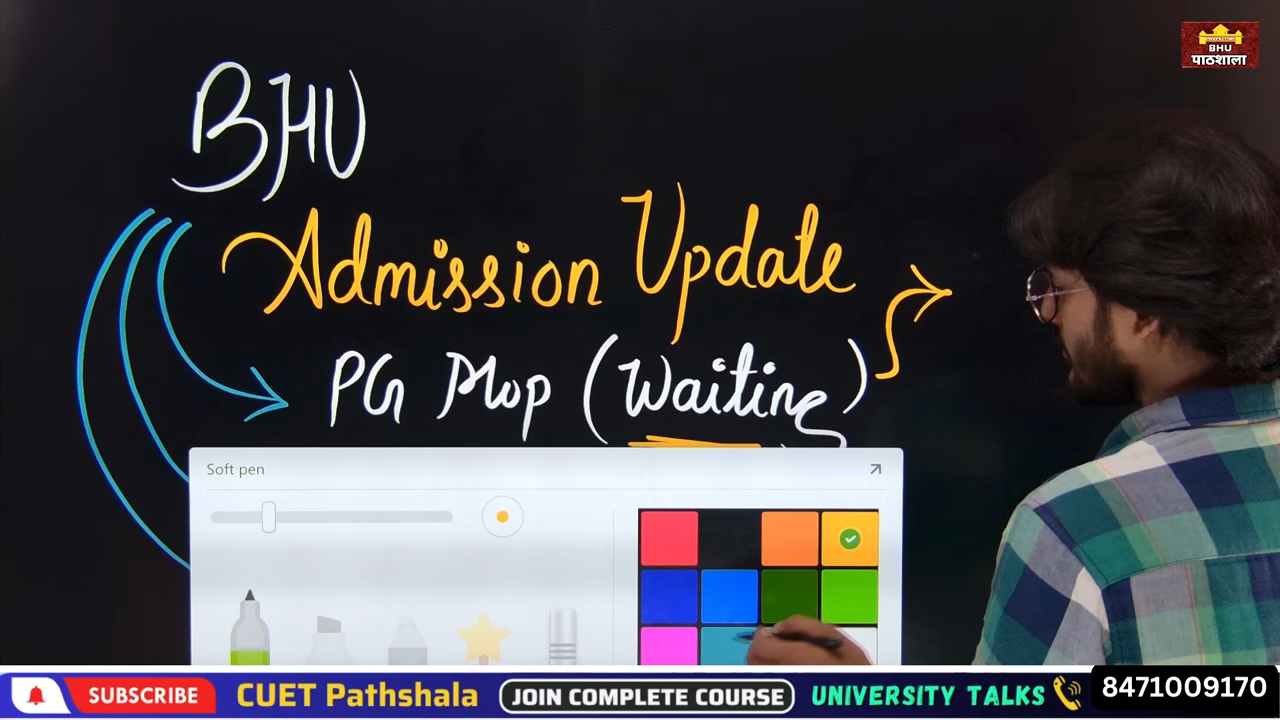 BHU
पाठशाला
BHU
Admission Update
PG Mop (Waiting)
Soft pen
SUBSCRIBE
CUET Pathshala
JOIN COMPLETE COURSE
UNIVERSITY TALKS
8471009170